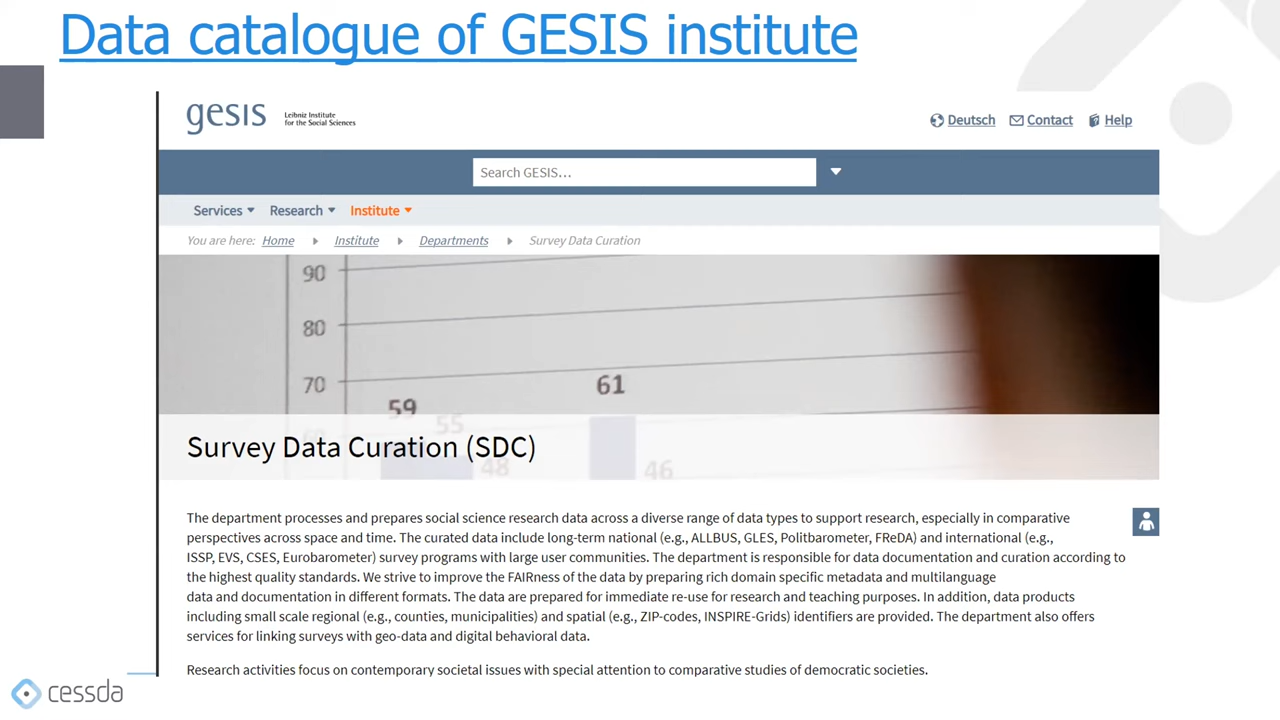 Data catalogue of GESIS institute
gesis
Leibniz Institute
for the Social Sciences
Deutsch Contact Help
Search GESIS...
Services Research Institute
You are here: Home Institute Departments Survey Data Curation
90
80
70
59
61
55
48
46
Survey Data Curation (SDC)
The department processes and prepares social science research data across a diverse range of data types to support research, especially in comparative
perspectives across space and time. The curated data include long-term national (e.g., ALLBUS, GLES, Politbarometer, FReDA) and international (e.g.,
ISSP, EVS, CSES, Eurobarometer) survey programs with large user communities. The department is responsible for data documentation and curation according to
the highest quality standards. We strive to improve the FAIRness of the data by preparing rich domain specific metadata and multilanguage
data and documentation in different formats. The data are prepared for immediate re-use for research and teaching purposes. In addition, data products
including small scale regional (e.g., counties, municipalities) and spatial (e.g., ZIP-codes, INSPIRE-Grids) identifiers are provided. The department also offers
services for linking surveys with geo-data and digital behavioral data.
Research activities focus on contemporary societal issues with special attention to comparative studies of democratic societies.
cessda